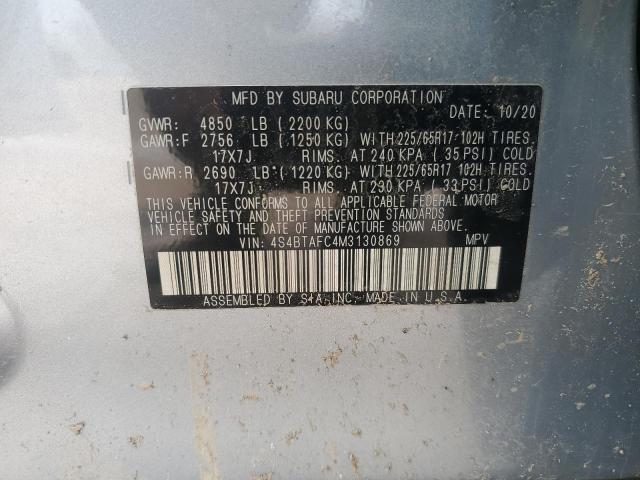 MFD BY SUBARU CORPORATION
DATE: 10/20
GVWR: 4850 LB (2200 KG)
GAWR:F 2756 LB (1250 KG) WITH 225/65R17 102H TIRES.
17X7J RIMS. AT 240 KPA (35 PSI) COLD
GAWR:R 2690 LB (1220 KG) WITH 225/65R17 102H TIRES.
17X7J RIMS. AT 230 KPA (33 PSI) COLD
THIS VEHICLE CONFORMS TO ALL APPLICABLE FEDERAL MOTOR
VEHICLE SAFETY AND THEFT PREVENTION STANDARDS
IN EFFECT ON THE DATE OF MANUFACTURE SHOWN ABOVE.
VIN: 4S4BTAFC4M3130869 MPV
ASSEMBLED BY SIA,INC. MADE IN U.S.A.